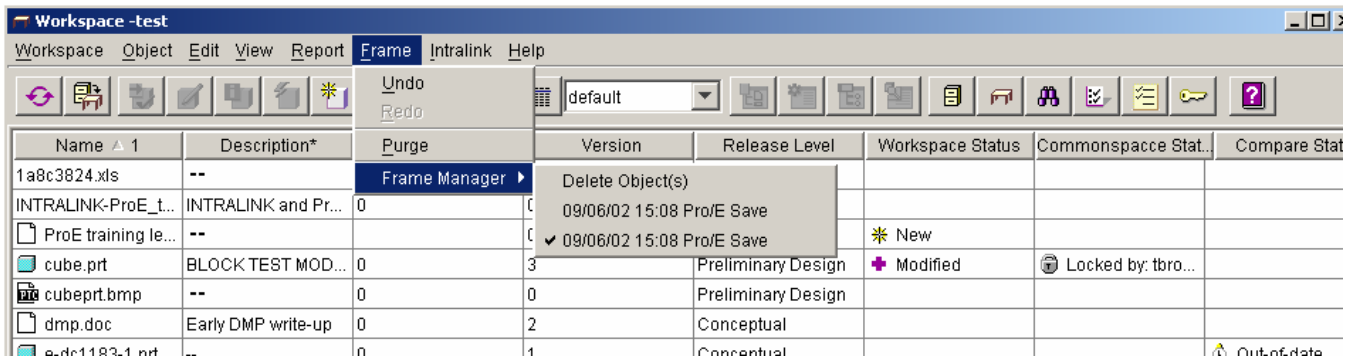 Workspace -test
Workspace Object Edit View Report Frame Intralink Help
Undo
default
Redo
Name 1 Description* Purge Version Release Level Workspace Status Commonspacce Stat... Compare Stat
1a8c3824.xls -- Frame Manager Delete Object(s)
INTRALINK-ProE_t... INTRALINK and Pr... 0 09/06/02 15:08 Pro/E Save
ProE training le... -- 09/06/02 15:08 Pro/E Save New
cube.prt BLOCK TEST MOD... 0 3 Preliminary Design Modified Locked by: tbro...
PTC cubeprt.bmp -- 0 0 Preliminary Design
dmp.doc Early DMP write-up 0 2 Conceptual
e-dc1183-1.prt -- 0 1 Conceptual Out-of-date